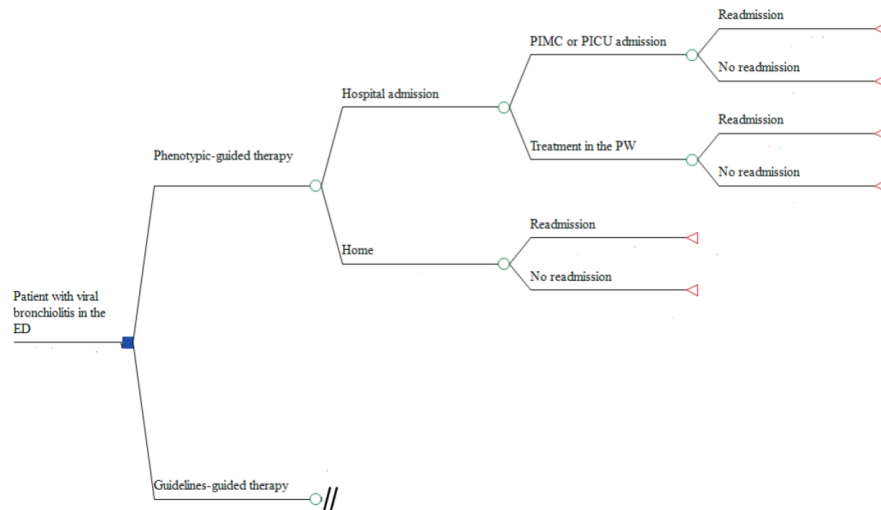 Readmission
PIMC or PICU admission
No readmission
Hospital admission
Readmission
Treatment in the PW
Phenotypic-guided therapy
No readmission
Readmission
Home
No readmission
Patient with viral
bronchiolitis in the
ED
Guidelines-guided therapy